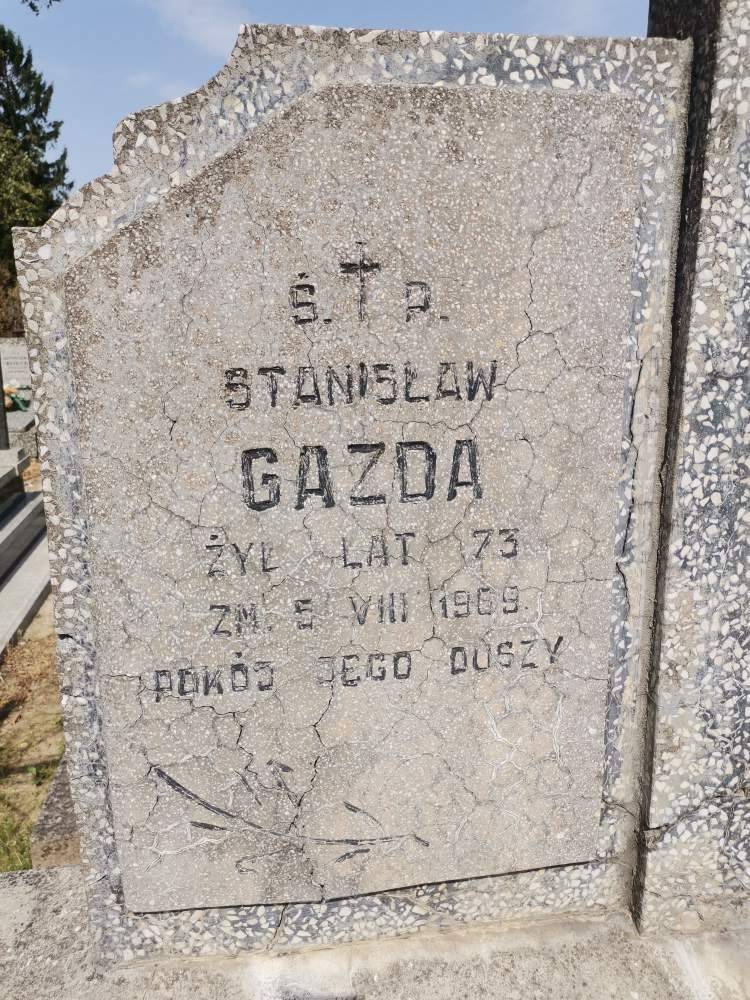 Ś. † P.
STANISŁAW
GAZDA
ŻYŁ LAT 73
ZM. 5 VIII 1969
POKÓJ JEGO DUSZY